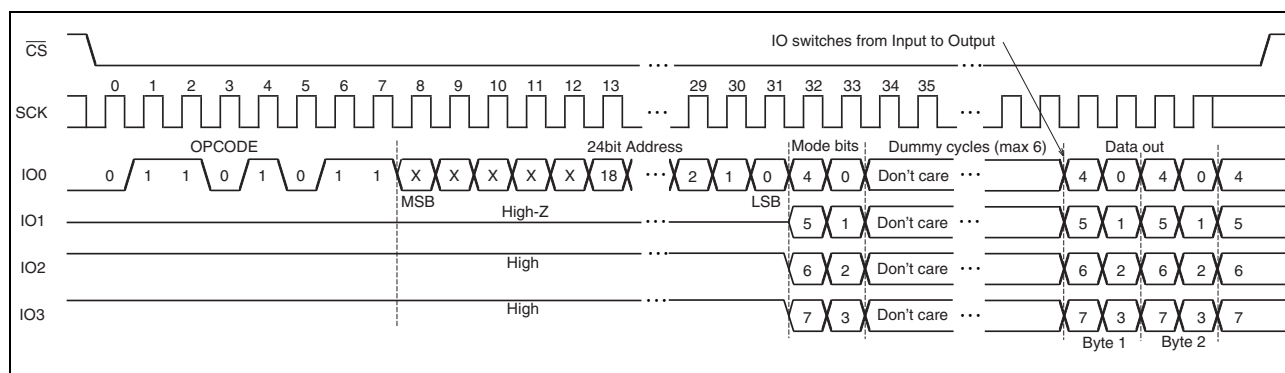 IO switches from Input to Output
CS
0 1 2 3 4 5 6 7 8 9 10 11 12 13 ... 29 30 31 32 33 34 35 ...
SCK
OPCODE 24bit Address Mode bits Dummy cycles (max 6) Data out
IO0 0 1 1 0 1 0 1 1 X X X X X 18 ... 2 1 0 4 0 Don't care ... 4 0 4 0 4
MSB LSB
IO1 High-Z ... 5 1 Don't care ... 5 1 5 1 5
IO2 High ... 6 2 Don't care ... 6 2 6 2 6
IO3 High ... 7 3 Don't care ... 7 3 7 3 7
Byte 1 Byte 2